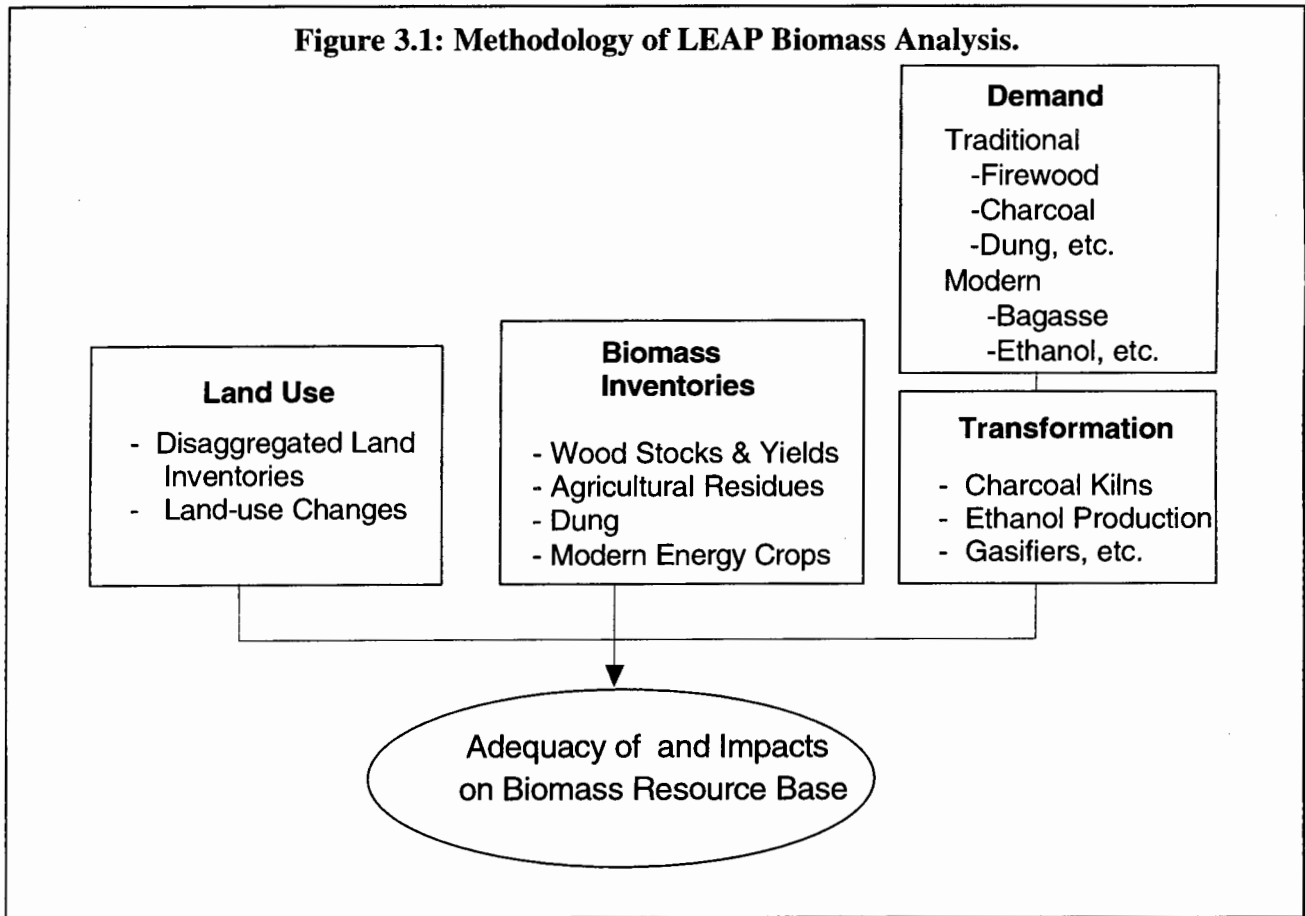 Figure 3.1: Methodology of LEAP Biomass Analysis.
Demand
Traditional
-Firewood
-Charcoal
-Dung, etc.
Modern
-Bagasse
-Ethanol, etc.
Land Use
- Disaggregated Land
Inventories
- Land-use Changes
Biomass
Inventories
- Wood Stocks & Yields
- Agricultural Residues
- Dung
- Modern Energy Crops
Transformation
- Charcoal Kilns
- Ethanol Production
- Gasifiers, etc.
Adequacy of and Impacts
on Biomass Resource Base